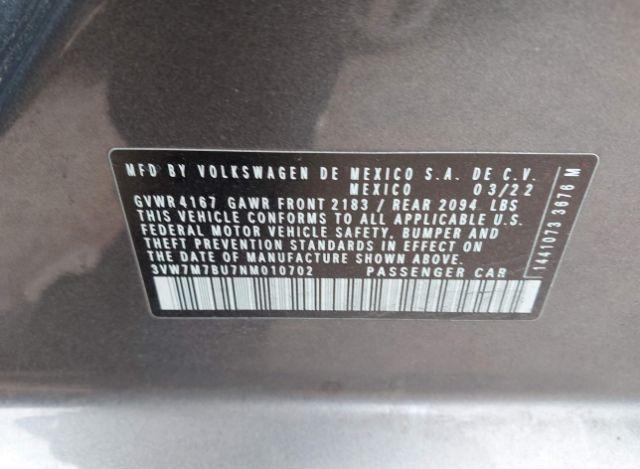 MFD BY VOLKSWAGEN DE MEXICO S.A. DE C.V.
MEXICO 03/22
GVWR 4167 GAWR FRONT 2183 / REAR 2094 LBS
THIS VEHICLE CONFORMS TO ALL APPLICABLE U.S.
FEDERAL MOTOR VEHICLE SAFETY, BUMPER AND
THEFT PREVENTION STANDARDS IN EFFECT ON
THE DATE OF MANUFACTURE SHOWN ABOVE.
3VW7M7BU7NM010702 PASSENGER CAR
1441073 3676 M